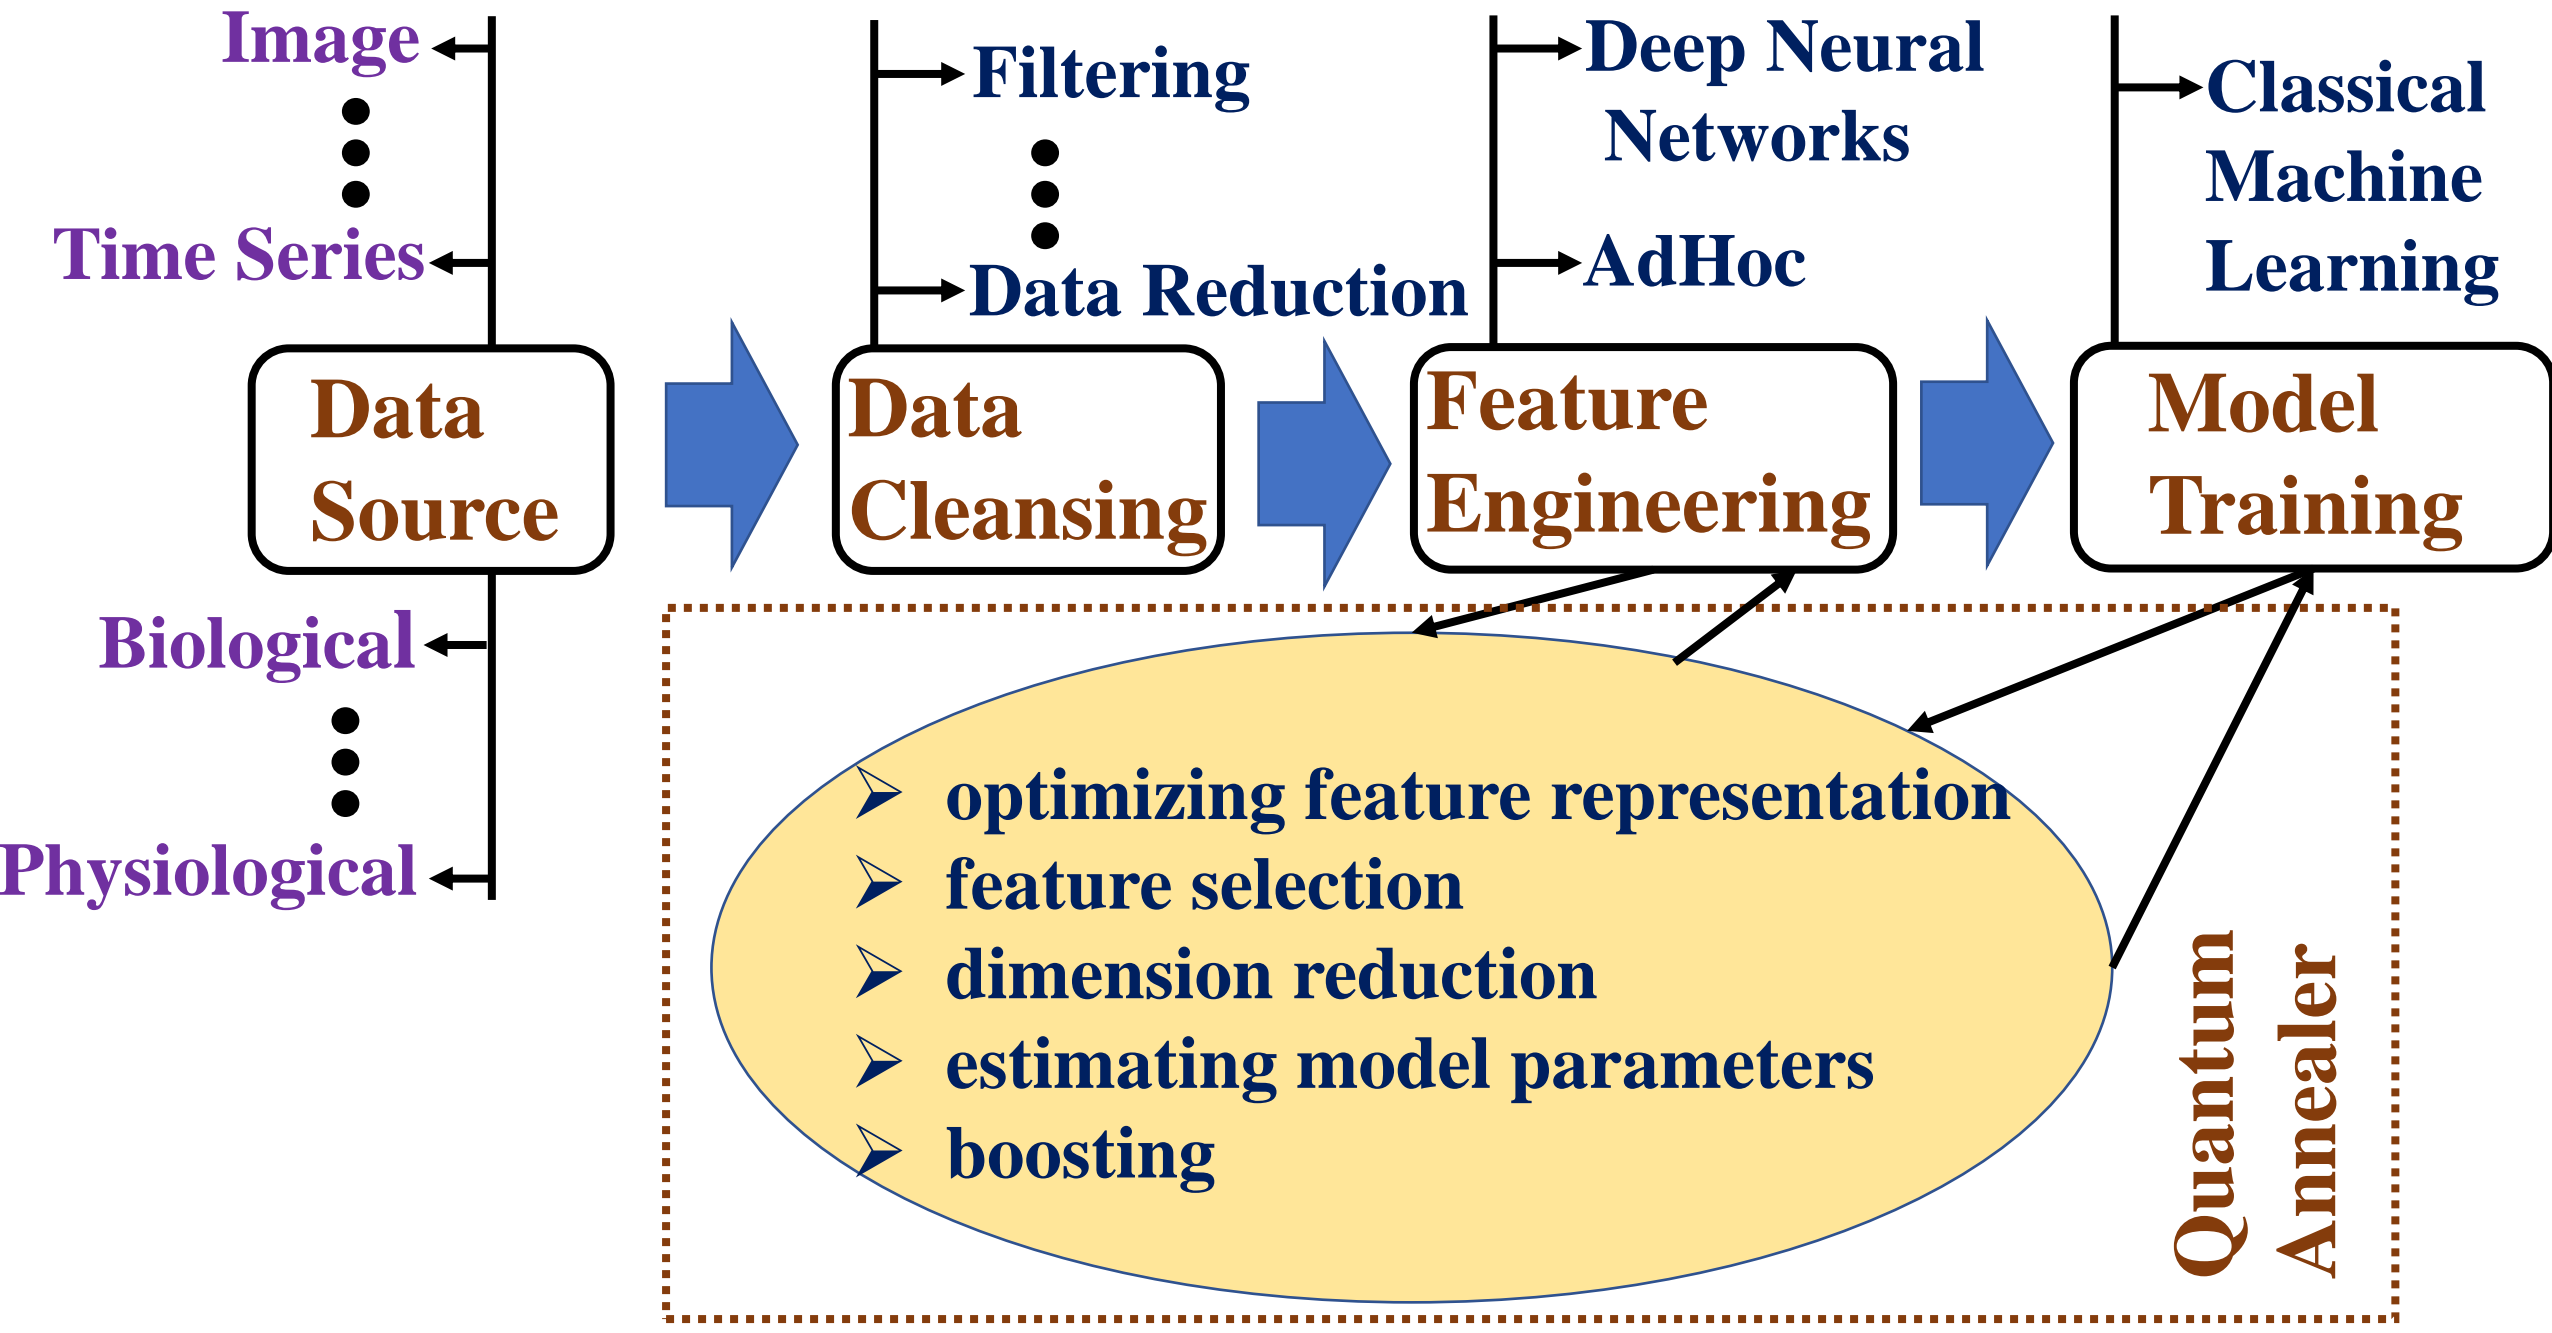 Image
Time Series
Data
Source
Biological
Physiological
Filtering
Data Reduction
Data
Cleansing
Deep Neural
Networks
AdHoc
Feature
Engineering
Classical
Machine
Learning
Model
Training
optimizing feature representation
feature selection
dimension reduction
estimating model parameters
boosting
Quantum
Annealer